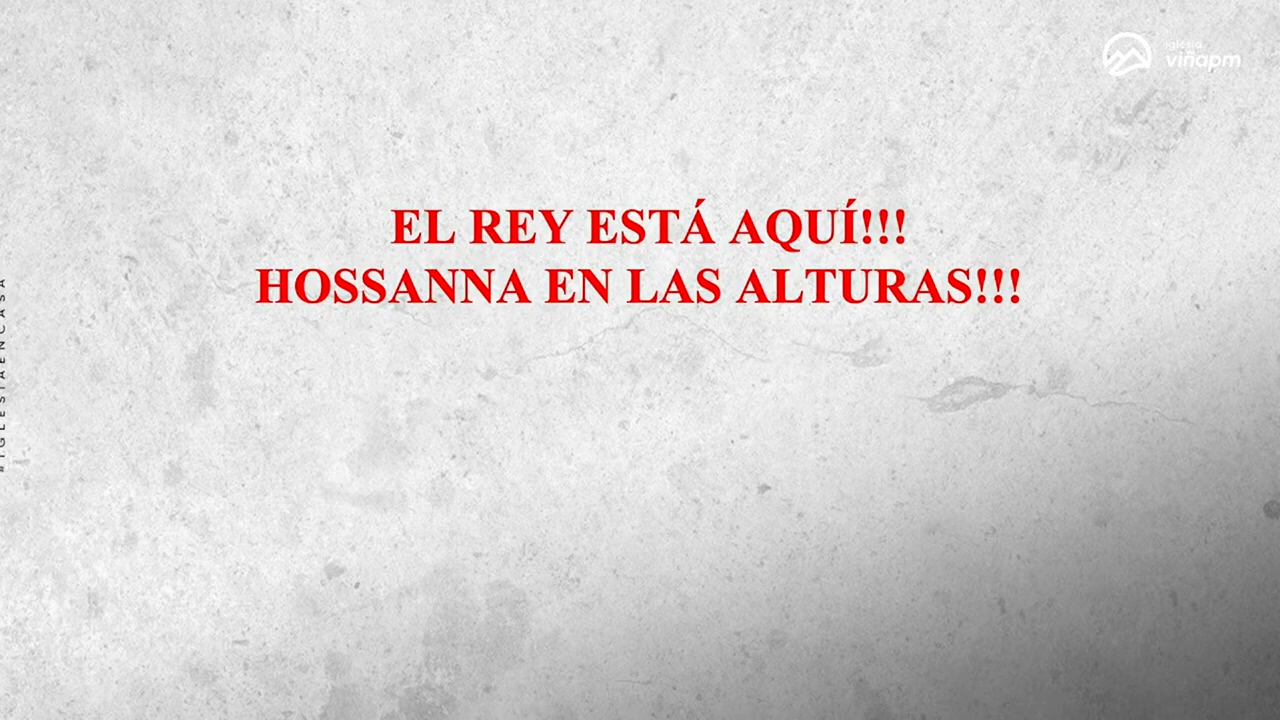 iglesia
viñapm
EL REY ESTÁ AQUÍ!!!
HOSSANNA EN LAS ALTURAS!!!
#IGLESIAENCASA